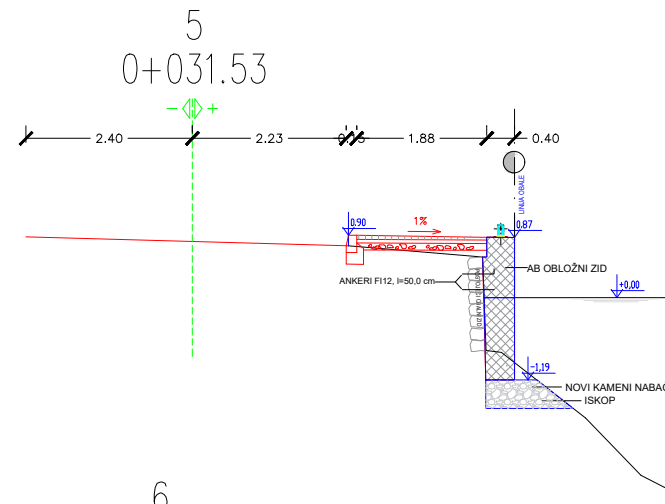 5
0+031.53
- +
2.40
2.23
1.88
0.40
LINIJA OBALE
0.90
1%
0.87
AB OBLOŽNI ZID
ANKERI FI12, l=50,0 cm
+0,00
-1,19
NOVI KAMENI NABAC
ISKOP
6